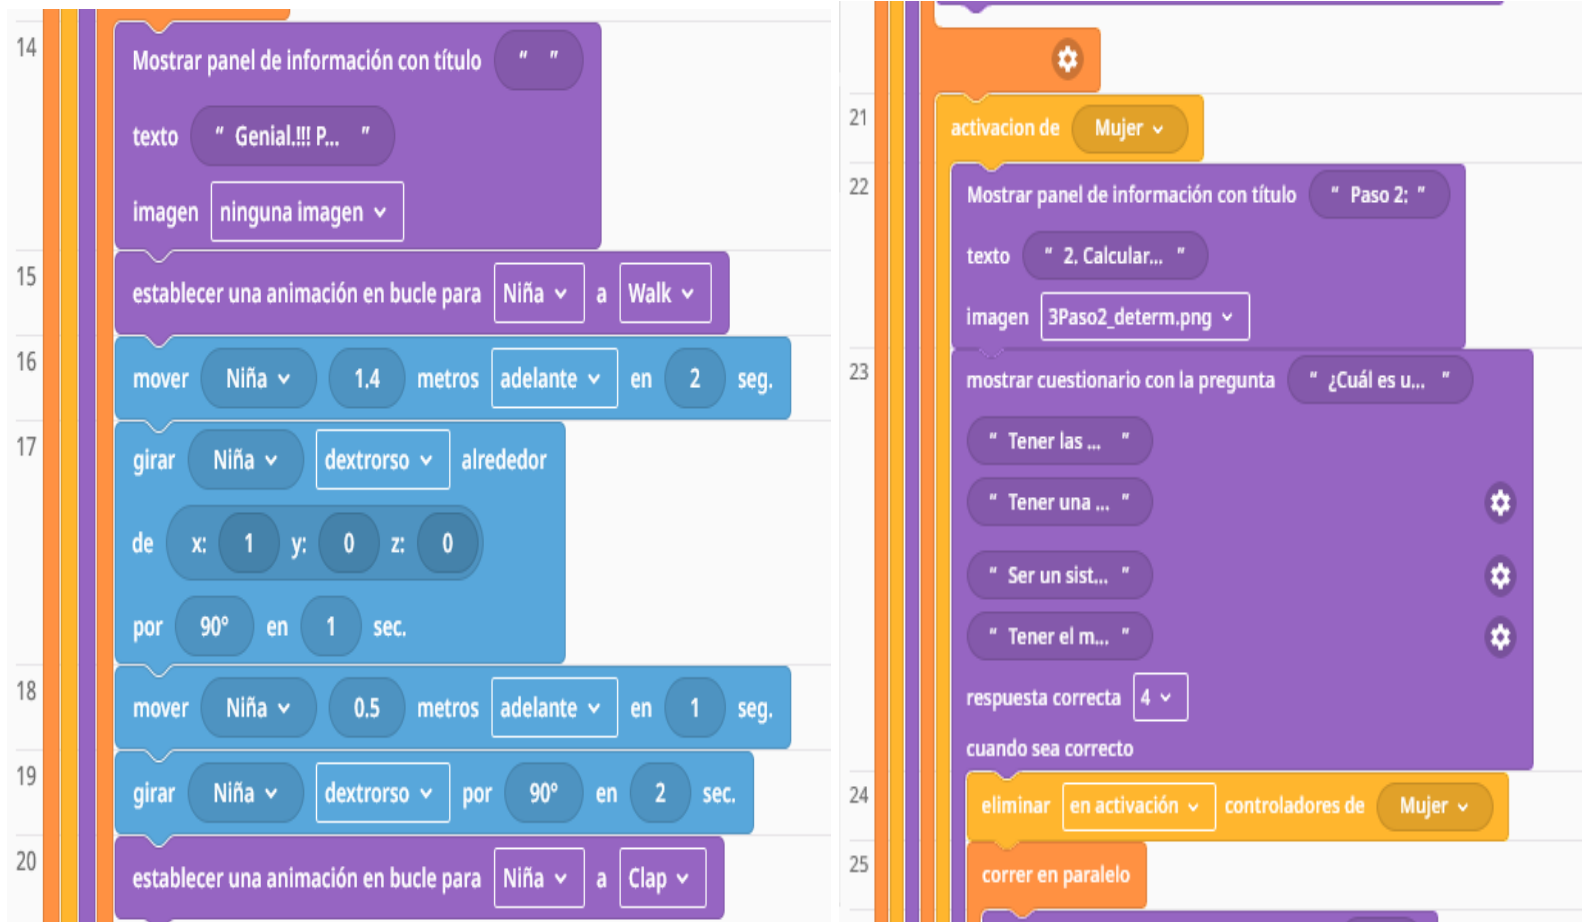 14
Mostrar panel de información con título " "
texto " Genial.!!! P... "
imagen ninguna imagen
15
establecer una animación en bucle para Niña a Walk
16
mover Niña 1.4 metros adelante en 2 seg.
17
girar Niña dextrorso alrededor
de x: 1 y: 0 z: 0
por 90° en 1 sec.
18
mover Niña 0.5 metros adelante en 1 seg.
19
girar Niña dextrorso por 90° en 2 sec.
20
establecer una animación en bucle para Niña a Clap
21
activacion de Mujer
22
Mostrar panel de información con título " Paso 2: "
texto " 2. Calcular... "
imagen 3Paso2_determ.png
23
mostrar cuestionario con la pregunta " ¿Cuál es u... "
" Tener las ... "
" Tener una ... "
" Ser un sist... "
" Tener el m... "
respuesta correcta 4
cuando sea correcto
24
eliminar en activación controladores de Mujer
25
correr en paralelo